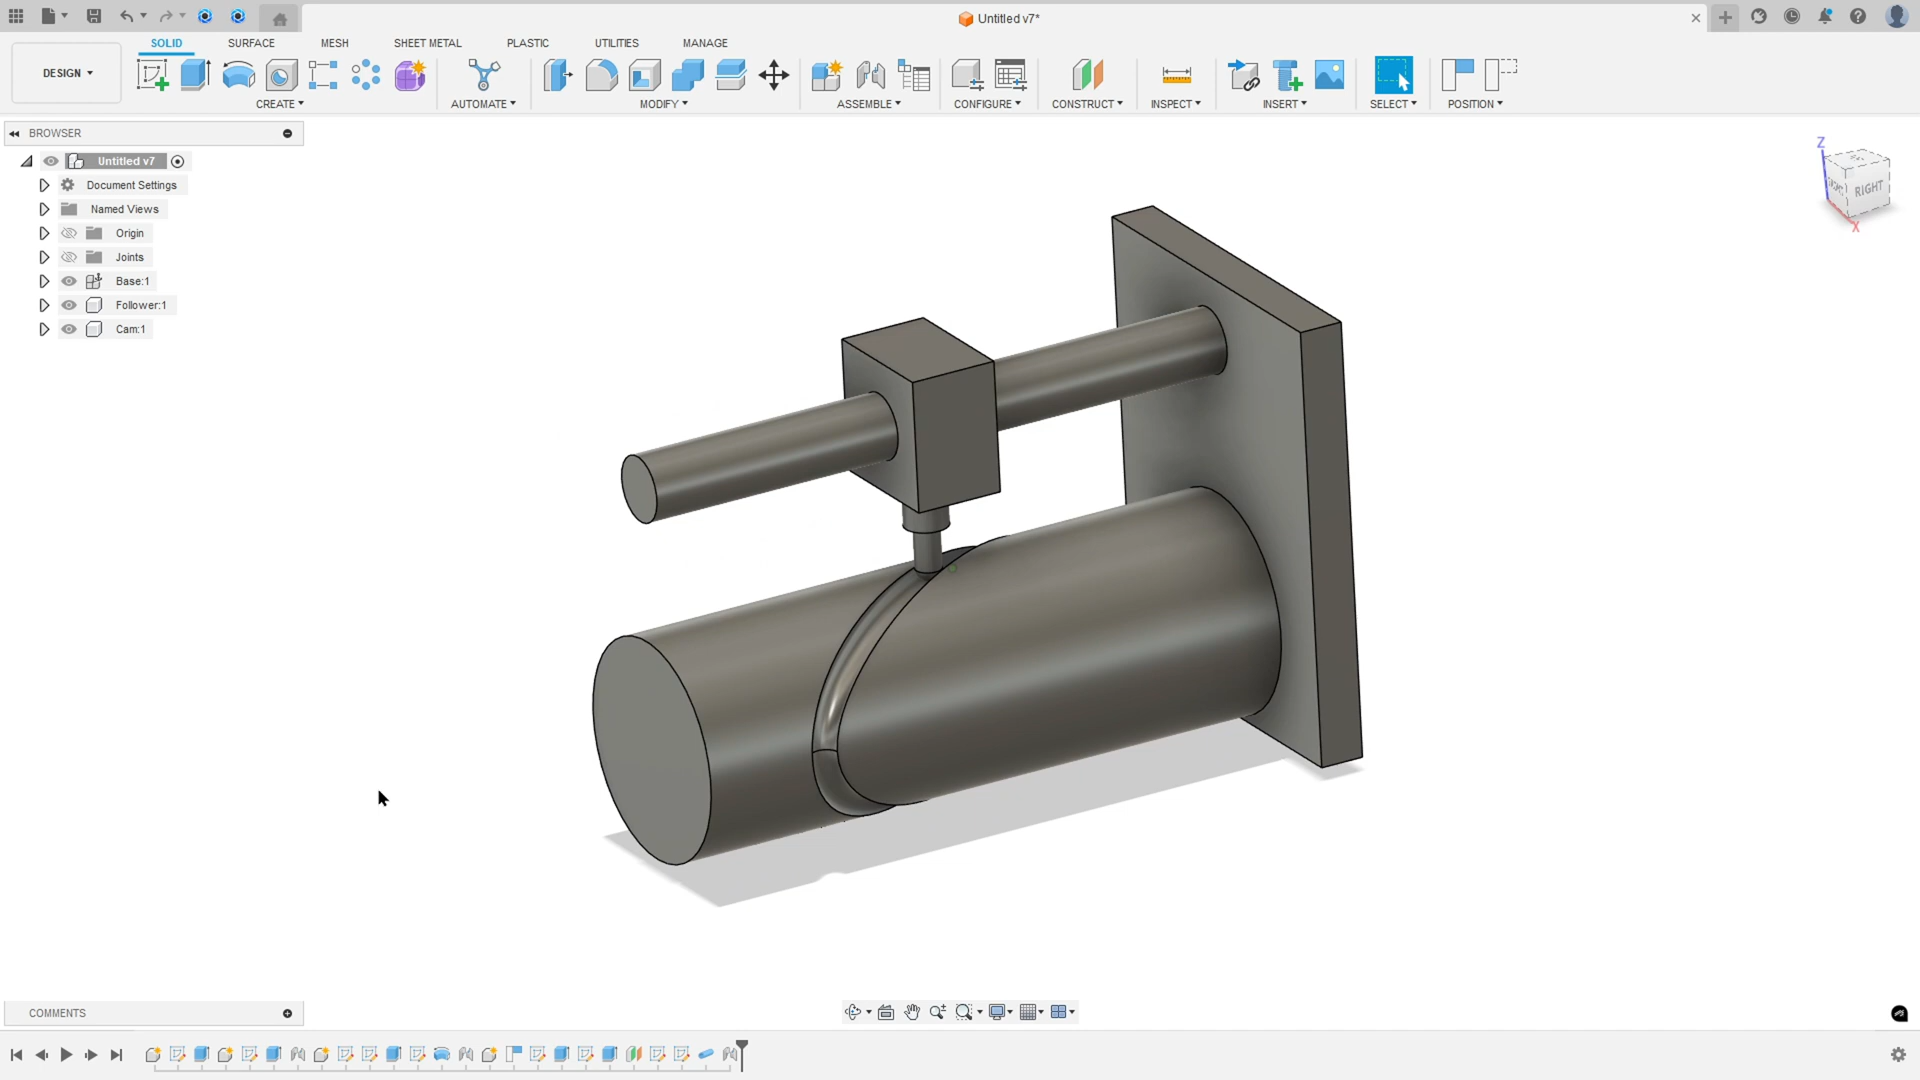 Untitled v7*
DESIGN
SOLID
SURFACE
MESH
SHEET METAL
PLASTIC
UTILITIES
MANAGE
CREATE
AUTOMATE
MODIFY
ASSEMBLE
CONFIGURE
CONSTRUCT
INSPECT
INSERT
SELECT
POSITION
BROWSER
Untitled v7
Document Settings
Named Views
Origin
Joints
Base:1
Follower:1
Cam:1
Z
RIGHT
X
COMMENTS